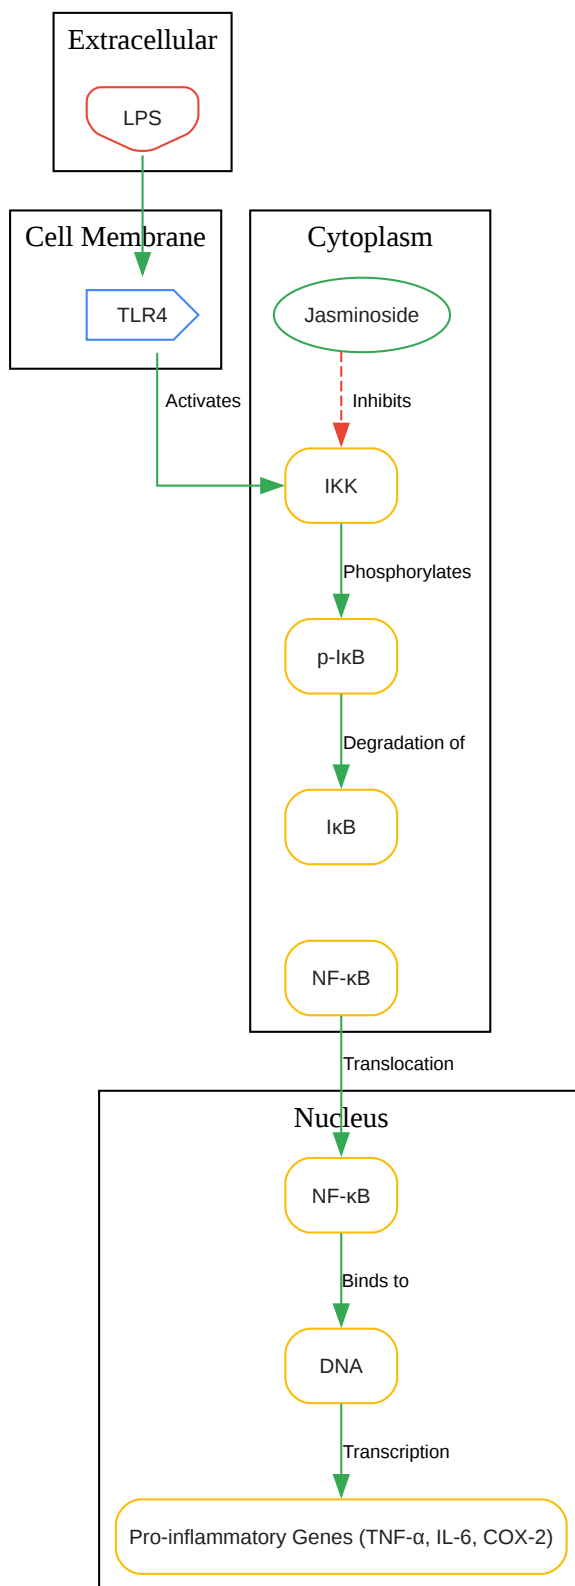 Extracellular
LPS
Cell Membrane
TLR4
Activates
Cytoplasm
Jasminoside
Inhibits
IKK
Phosphorylates
p-IκB
Degradation of
IκB
NF-κB
Translocation
Nucleus
NF-κB
Binds to
DNA
Transcription
Pro-inflammatory Genes (TNF-α, IL-6, COX-2)